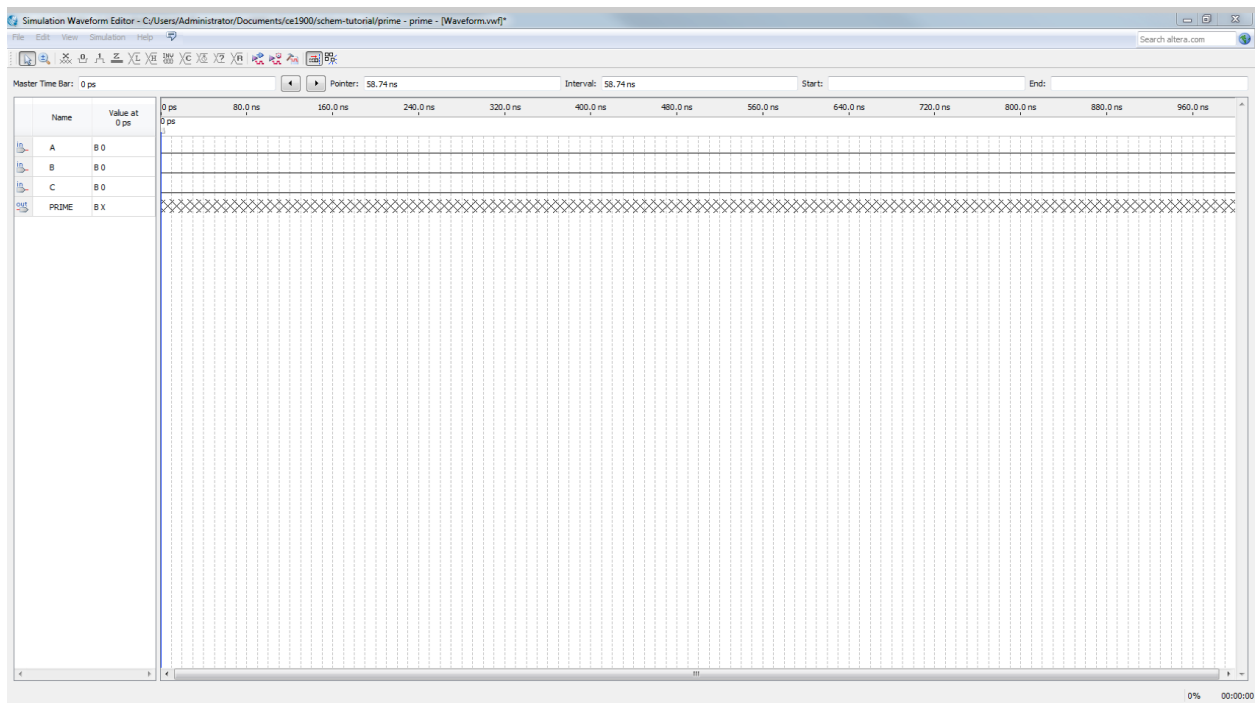 Simulation Waveform Editor - C:/Users/Administrator/Documents/ce1900/schem-tutorial/prime - prime - [Waveform.vwf]*
File Edit View Simulation Help
Search altera.com
Master Time Bar: 0 ps Pointer: 58.74 ns Interval: 58.74 ns Start: End:
Name Value at 0 ps
0 ps 80.0 ns 160.0 ns 240.0 ns 320.0 ns 400.0 ns 480.0 ns 560.0 ns 640.0 ns 720.0 ns 800.0 ns 880.0 ns 960.0 ns
0 ps
in A B 0
in B B 0
in C B 0
out PRIME B X
0% 00:00:00